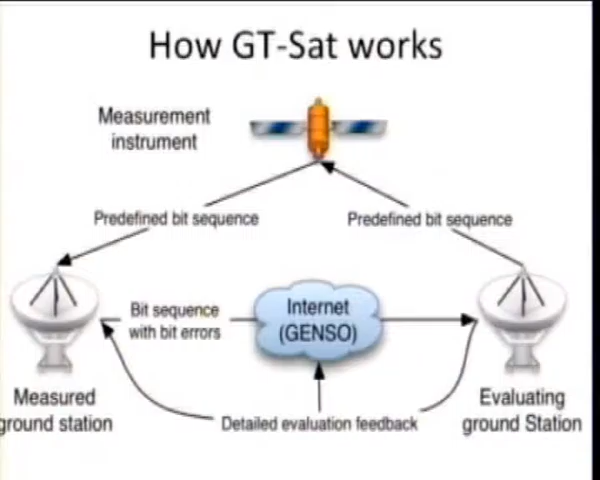 How GT-Sat works
Measurement
instrument
Predefined bit sequence
Predefined bit sequence
Bit sequence
with bit errors
Internet
(GENSO)
Measured
ground station
Evaluating
ground Station
Detailed evaluation feedback